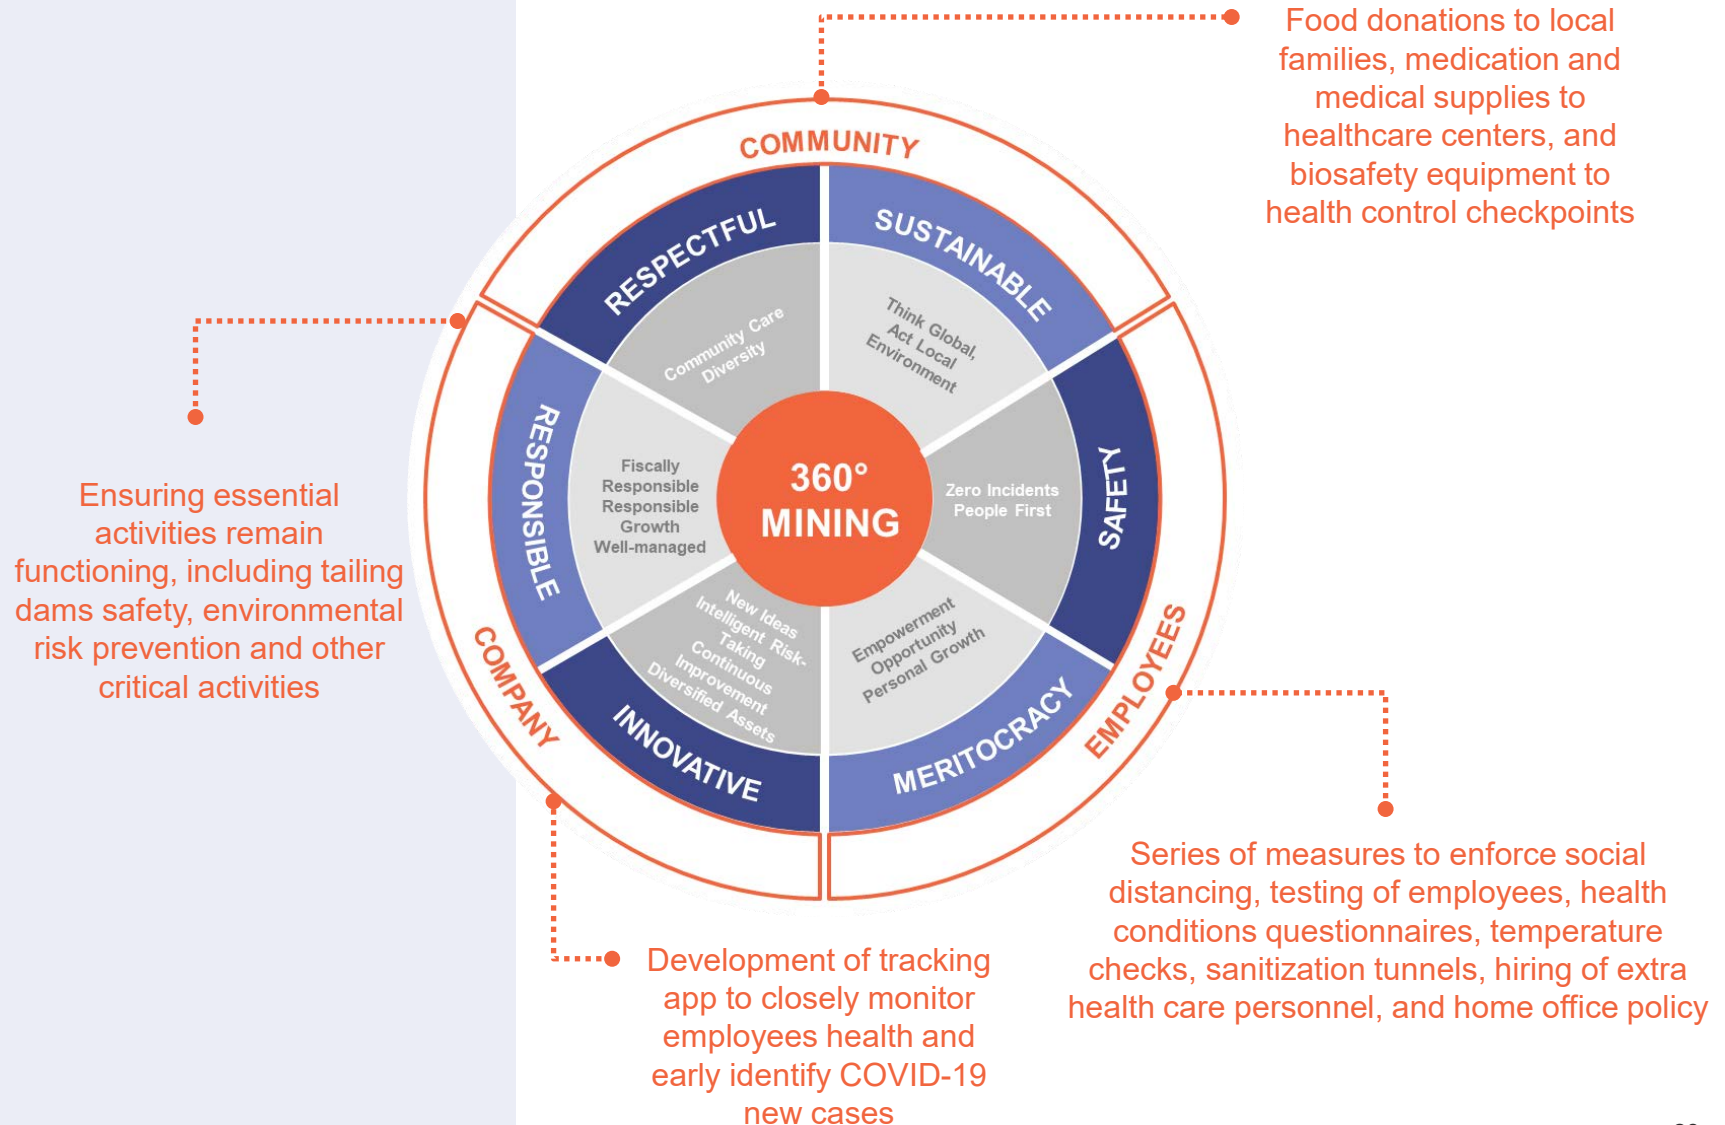 Food donations to local
families, medication and
medical supplies to
healthcare centers, and
biosafety equipment to
health control checkpoints
COMMUNITY
RESPECTFUL
SUSTAINABLE
Community Care
Diversity
Think Global,
Act Local
Environment
RESPONSIBLE
Fiscally
Responsible
Responsible
Growth
Well-managed
360°
MINING
Zero Incidents
People First
SAFETY
Ensuring essential
activities remain
functioning, including tailing
dams safety, environmental
risk prevention and other
critical activities
New Ideas
Intelligent Risk-
Taking
Continuous
Improvement
Diversified Assets
Empowerment
Opportunity
Personal Growth
COMPANY
INNOVATIVE
MERITOCRACY
EMPLOYEES
Series of measures to enforce social
distancing, testing of employees, health
conditions questionnaires, temperature
checks, sanitization tunnels, hiring of extra
health care personnel, and home office policy
Development of tracking
app to closely monitor
employees health and
early identify COVID-19
new cases